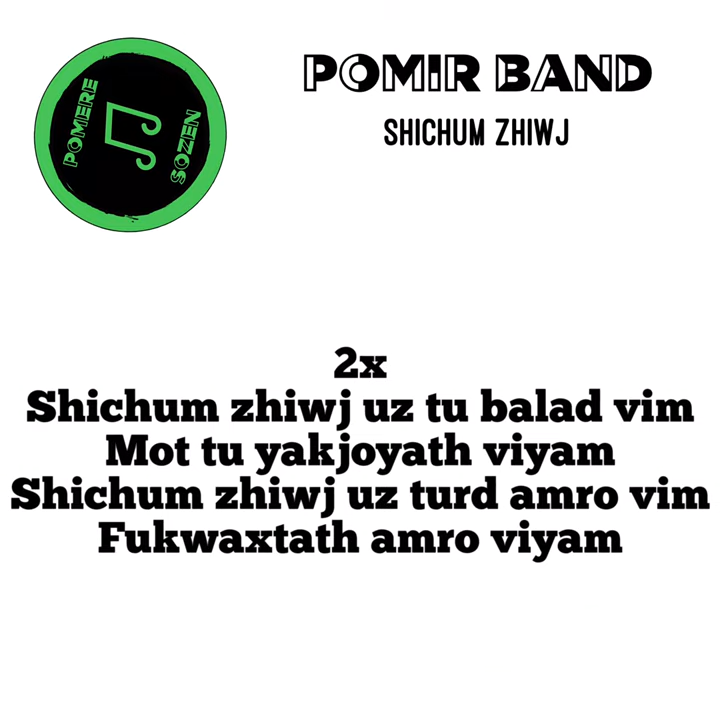 POMERE
SOZEN
POMIR BAND
SHICHUM ZHIWJ
2x
Shichum zhiwj uz tu balad vim
Mot tu yakjoyath viyam
Shichum zhiwj uz turd amro vim
Fukwaxtath amro viyam